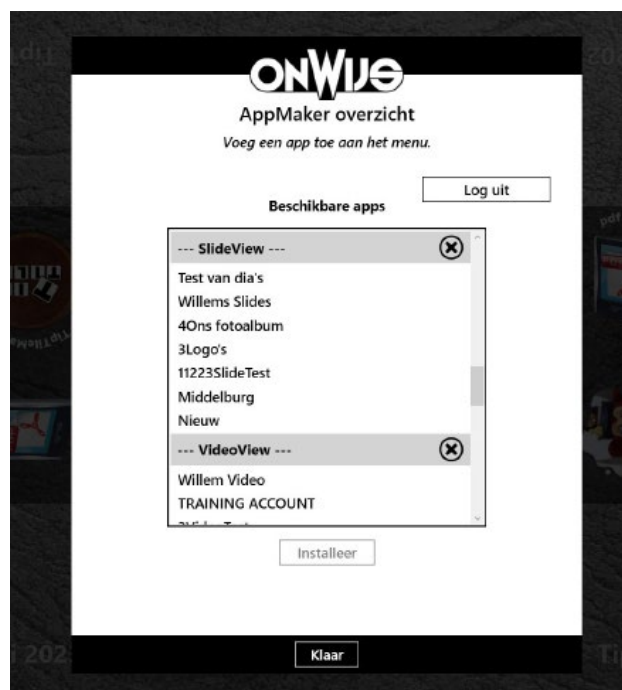 ONWIJS
AppMaker overzicht
Voeg een app toe aan het menu.
Log uit
Beschikbare apps
--- SlideView ---
Test van dia's
Willems Slides
4Ons fotoalbum
3Logo's
11223SlideTest
Middelburg
Nieuw
--- VideoView ---
Willem Video
TRAINING ACCOUNT
Installeer
Klaar